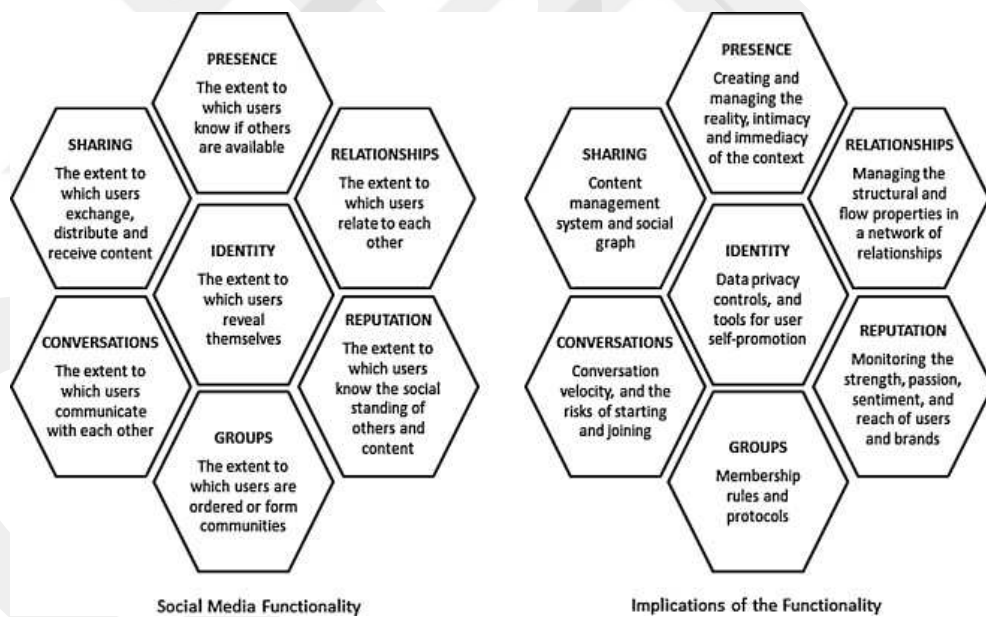 PRESENCE
The extent to
which users
know if others
are available
SHARING
The extent to
which users
exchange,
distribute and
receive content
RELATIONSHIPS
The extent to
which users
relate to each
other
IDENTITY
The extent to
which users
reveal
themselves
CONVERSATIONS
The extent to
which users
communicate
with each other
REPUTATION
The extent to
which users
know the social
standing of
others and
content
GROUPS
The extent to
which users are
ordered or form
communities
Social Media Functionality
PRESENCE
Creating and
managing the
reality, intimacy
and immediacy
of the context
SHARING
Content
management
system and social
graph
RELATIONSHIPS
Managing the
structural and
flow properties in
a network of
relationships
IDENTITY
Data privacy
controls, and
tools for user
self-promotion
CONVERSATIONS
Conversation
velocity, and the
risks of starting
and joining
REPUTATION
Monitoring the
strength, passion,
sentiment, and
reach of users
and brands
GROUPS
Membership
rules and
protocols
Implications of the Functionality